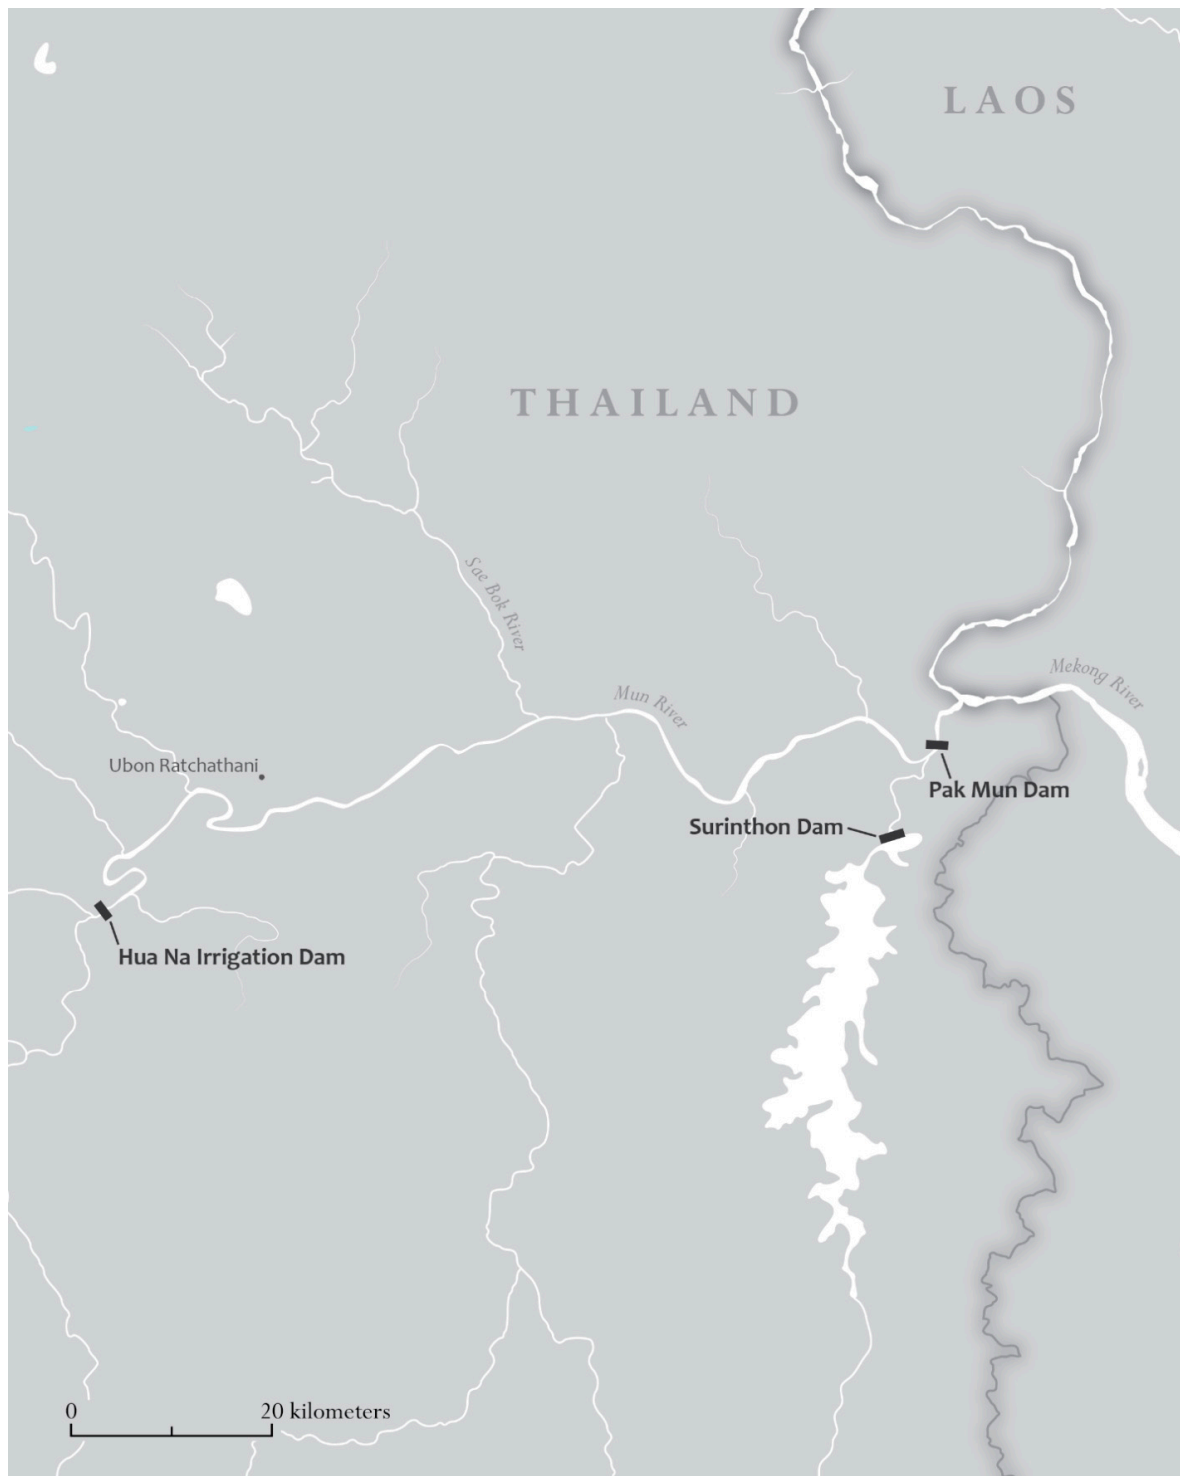 LAOS
THAILAND
Sae Bok River
Mun River
Mekong River
Ubon Ratchathani
Pak Mun Dam
Surinthon Dam
Hua Na Irrigation Dam
0 20 kilometers